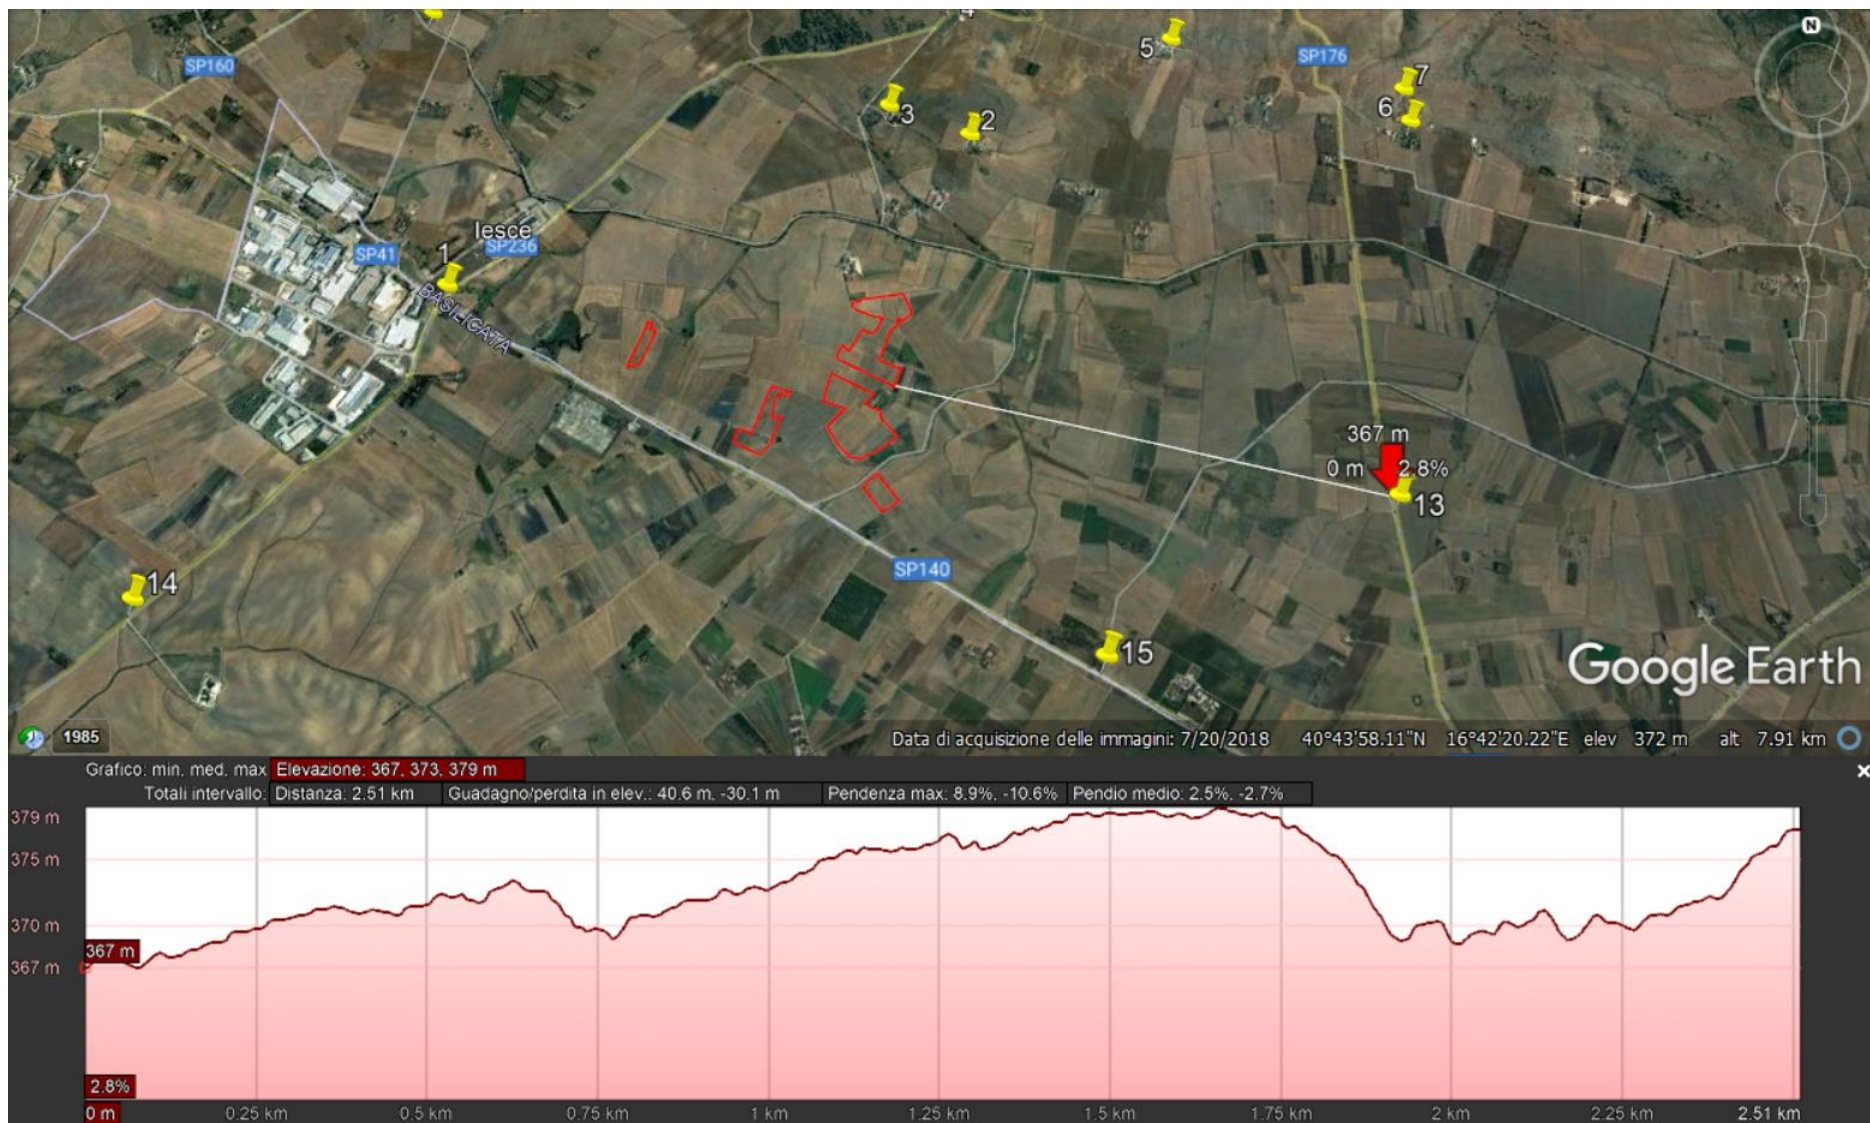 4
N
5
SP176
7
SP160
3
2
6
Iesce
SP236
SP41
1
BASILICATA
367 m
0 m
2.8%
13
SP140
14
15
Google Earth
1985
Data di acquisizione delle immagini: 7/20/2018 40°43'58.11"N 16°42'20.22"E elev 372 m alt 7.91 km
Grafico: min, med, max Elevazione: 367, 373, 379 m
Totali intervallo: Distanza: 2.51 km Guadagno/perdita in elev.: 40.6 m, -30.1 m Pendenza max: 8.9%, -10.6% Pendio medio: 2.5%, -2.7%
379 m
375 m
370 m
367 m
367 m
2.8%
0 m 0.25 km 0.5 km 0.75 km 1 km 1.25 km 1.5 km 1.75 km 2 km 2.25 km 2.51 km